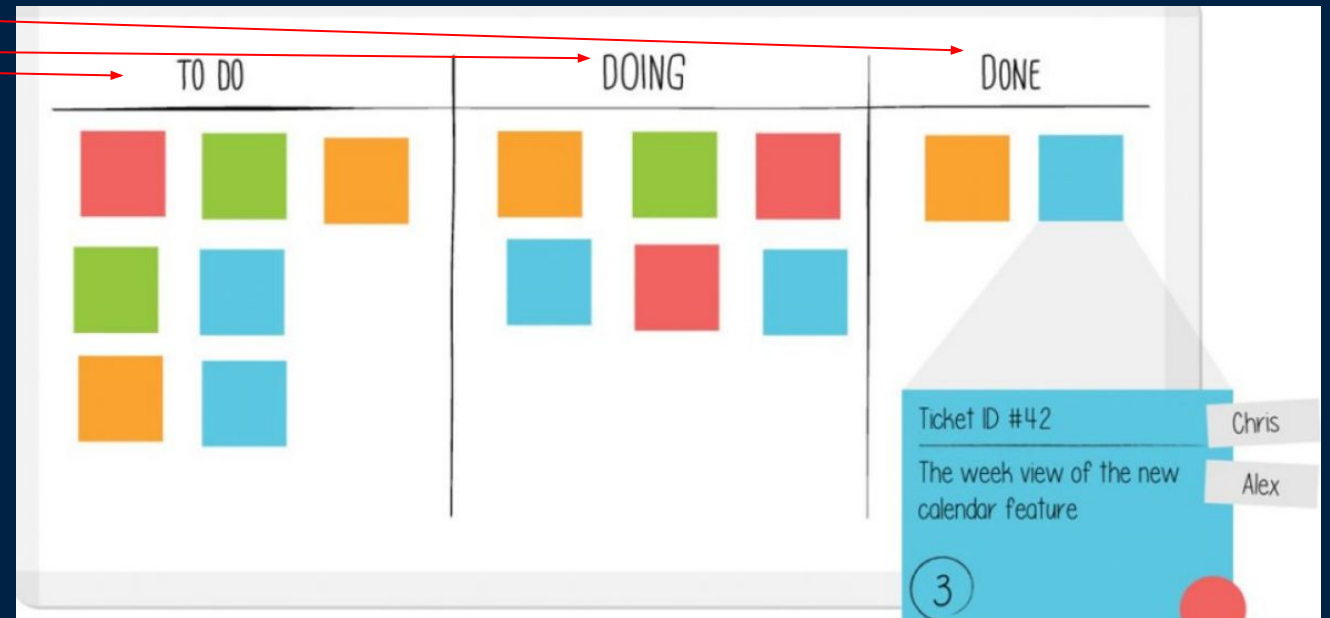 TO DO
DOING
DONE
Ticket ID #42
Chris
The week view of the new
Alex
calendar feature
3